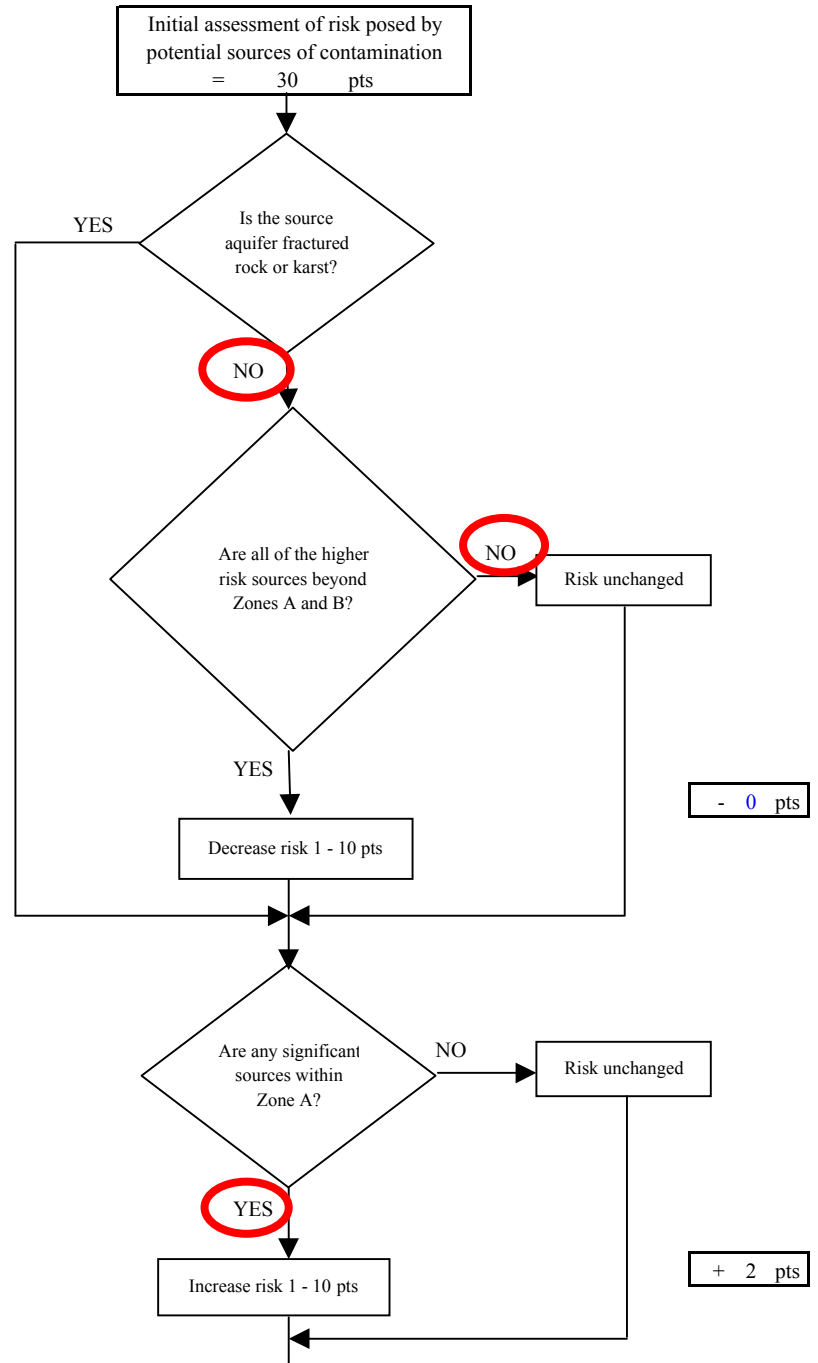 Initial assessment of risk posed by
potential sources of contamination
= 30 pts
YES
Is the source
aquifer fractured
rock or karst?
NO
Are all of the higher
risk sources beyond
Zones A and B?
NO
Risk unchanged
YES
- 0 pts
Decrease risk 1 - 10 pts
Are any significant
sources within
Zone A?
NO
Risk unchanged
YES
+ 2 pts
Increase risk 1 - 10 pts